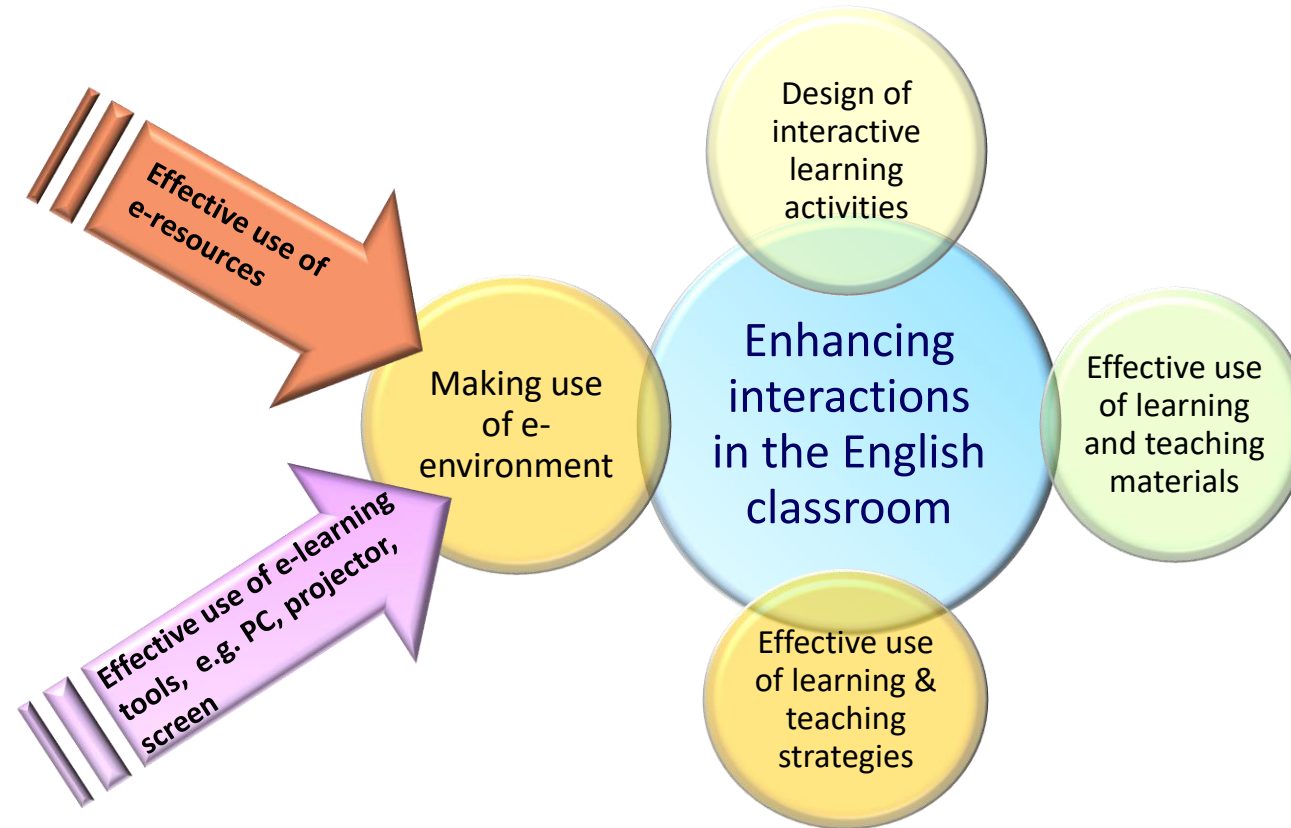 Design of
interactive
learning
activities
Effective use of
e-resources
Making use
of e-
environment
Enhancing
interactions
in the English
classroom
Effective use
of learning
and teaching
materials
Effective use of e-learning
tools, e.g. PC, projector,
screen
Effective use
of learning &
teaching
strategies